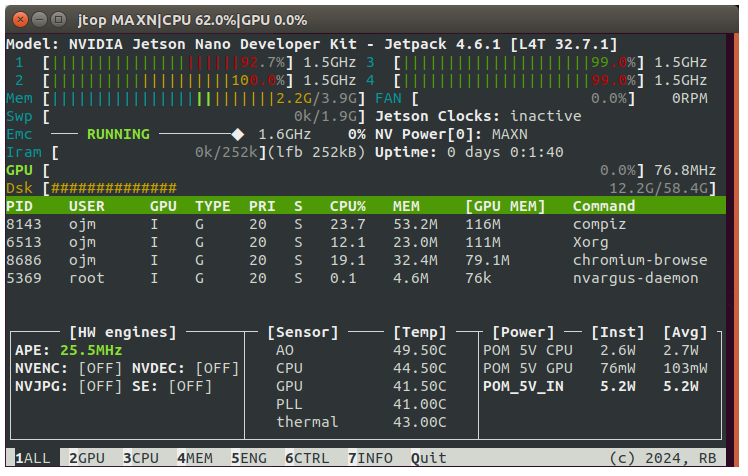 jtop MAXN|CPU 62.0%|GPU 0.0%
Model: NVIDIA Jetson Nano Developer Kit - Jetpack 4.6.1 [L4T 32.7.1]
1 [||||||||||||||||||||||92.7%] 1.5GHz 3 [|||||||||||||||||||||99.0%] 1.5GHz
2 [|||||||||||||||||||||100.0%] 1.5GHz 4 [|||||||||||||||||||||99.0%] 1.5GHz
Mem [|||||||||||||||||||||||||2.2G/3.9G] FAN [ 0.0%] 0RPM
Swp [ 0k/1.9G] Jetson Clocks: inactive
Emc ─── RUNNING ─────────◆ 1.6GHz 0% NV Power[0]: MAXN
Iram [ 0k/252k](lfb 252kB) Uptime: 0 days 0:1:40
GPU [ 0.0%] 76.8MHz
Dsk [############## 12.2G/58.4G]
PID USER GPU TYPE PRI S CPU% MEM [GPU MEM] Command
8143 ojm I G 20 S 23.7 53.2M 116M compiz
6513 ojm I G 20 S 12.1 23.0M 111M Xorg
8686 ojm I G 20 S 19.1 32.4M 79.1M chromium-browse
5369 root I G 20 S 0.1 4.6M 76k nvargus-daemon
[HW engines] [Sensor] [Temp] [Power] [Inst] [Avg]
APE: 25.5MHz AO 49.50C POM 5V CPU 2.6W 2.7W
NVENC: [OFF] NVDEC: [OFF] CPU 44.50C POM 5V GPU 76mW 103mW
NVJPG: [OFF] SE: [OFF] GPU 41.50C POM_5V_IN 5.2W 5.2W
PLL 41.00C
thermal 43.00C
1ALL 2GPU 3CPU 4MEM 5ENG 6CTRL 7INFO Quit (c) 2024, RB